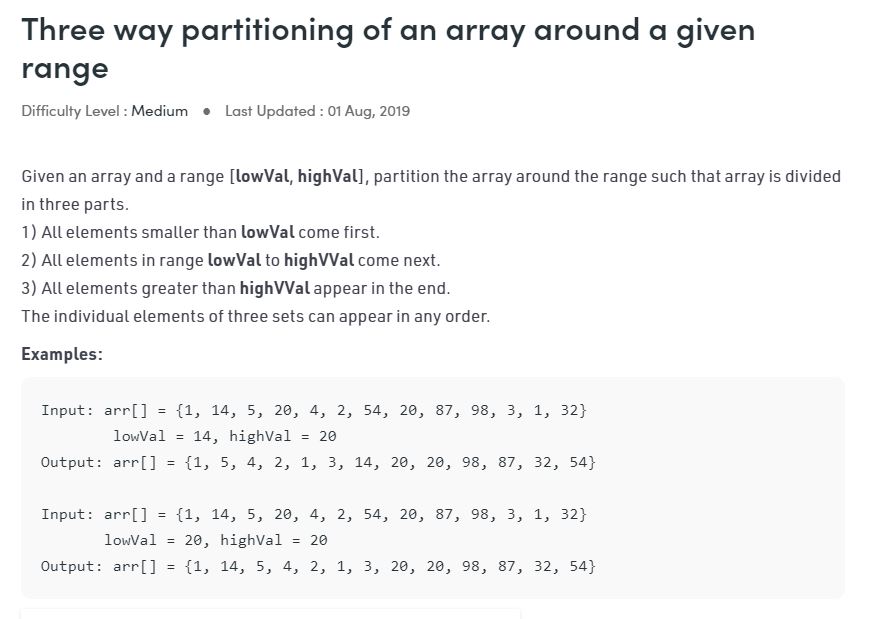 Three way partitioning of an array around a given
range
Difficulty Level : Medium • Last Updated : 01 Aug, 2019
Given an array and a range [lowVal, highVal], partition the array around the range such that array is divided
in three parts.
1) All elements smaller than lowVal come first.
2) All elements in range lowVal to highVVal come next.
3) All elements greater than highVVal appear in the end.
The individual elements of three sets can appear in any order.
Examples:
Input: arr[] = {1, 14, 5, 20, 4, 2, 54, 20, 87, 98, 3, 1, 32}
lowVal = 14, highVal = 20
Output: arr[] = {1, 5, 4, 2, 1, 3, 14, 20, 20, 98, 87, 32, 54}
Input: arr[] = {1, 14, 5, 20, 4, 2, 54, 20, 87, 98, 3, 1, 32}
lowVal = 20, highVal = 20
Output: arr[] = {1, 14, 5, 4, 2, 1, 3, 20, 20, 98, 87, 32, 54}